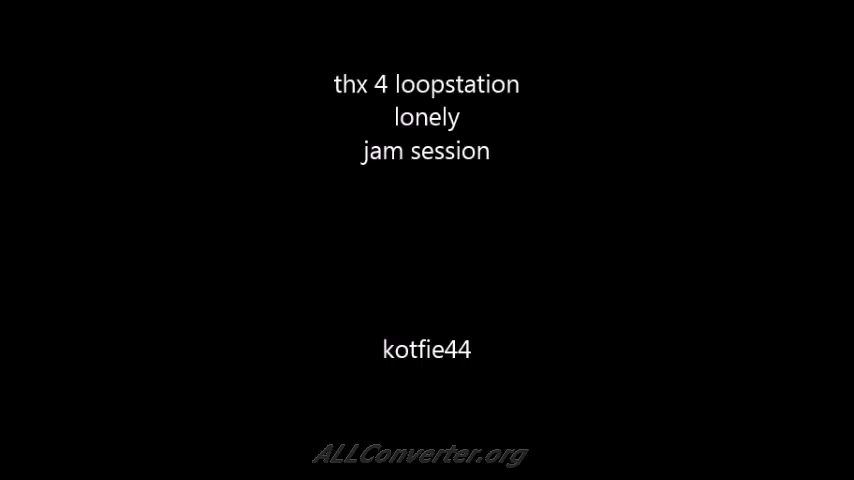 thx 4 loopstation
lonely
jam session
kotfie44
ALLConverter.org